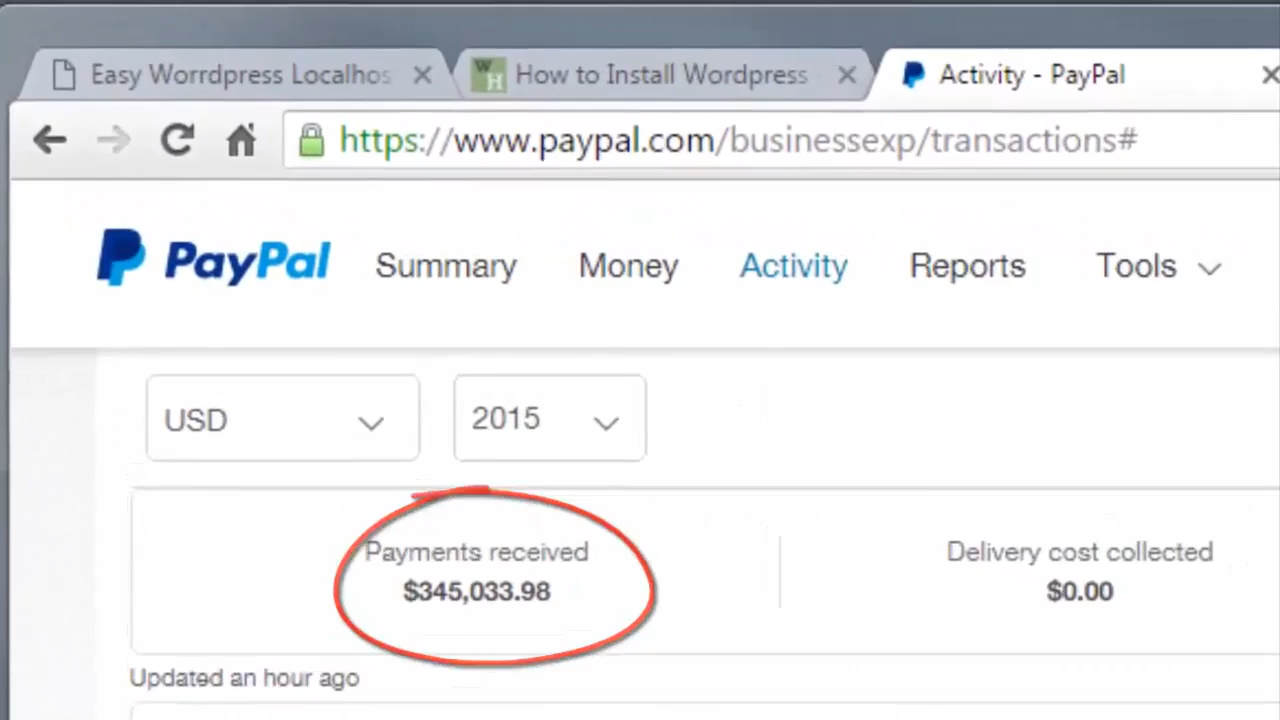 Easy Worrdpress Localhos
How to Install Wordpress
Activity - PayPal
https://www.paypal.com/businessexp/transactions#
PayPal Summary Money Activity Reports Tools
USD 2015
Payments received Delivery cost collected
$345,033.98 $0.00
Updated an hour ago